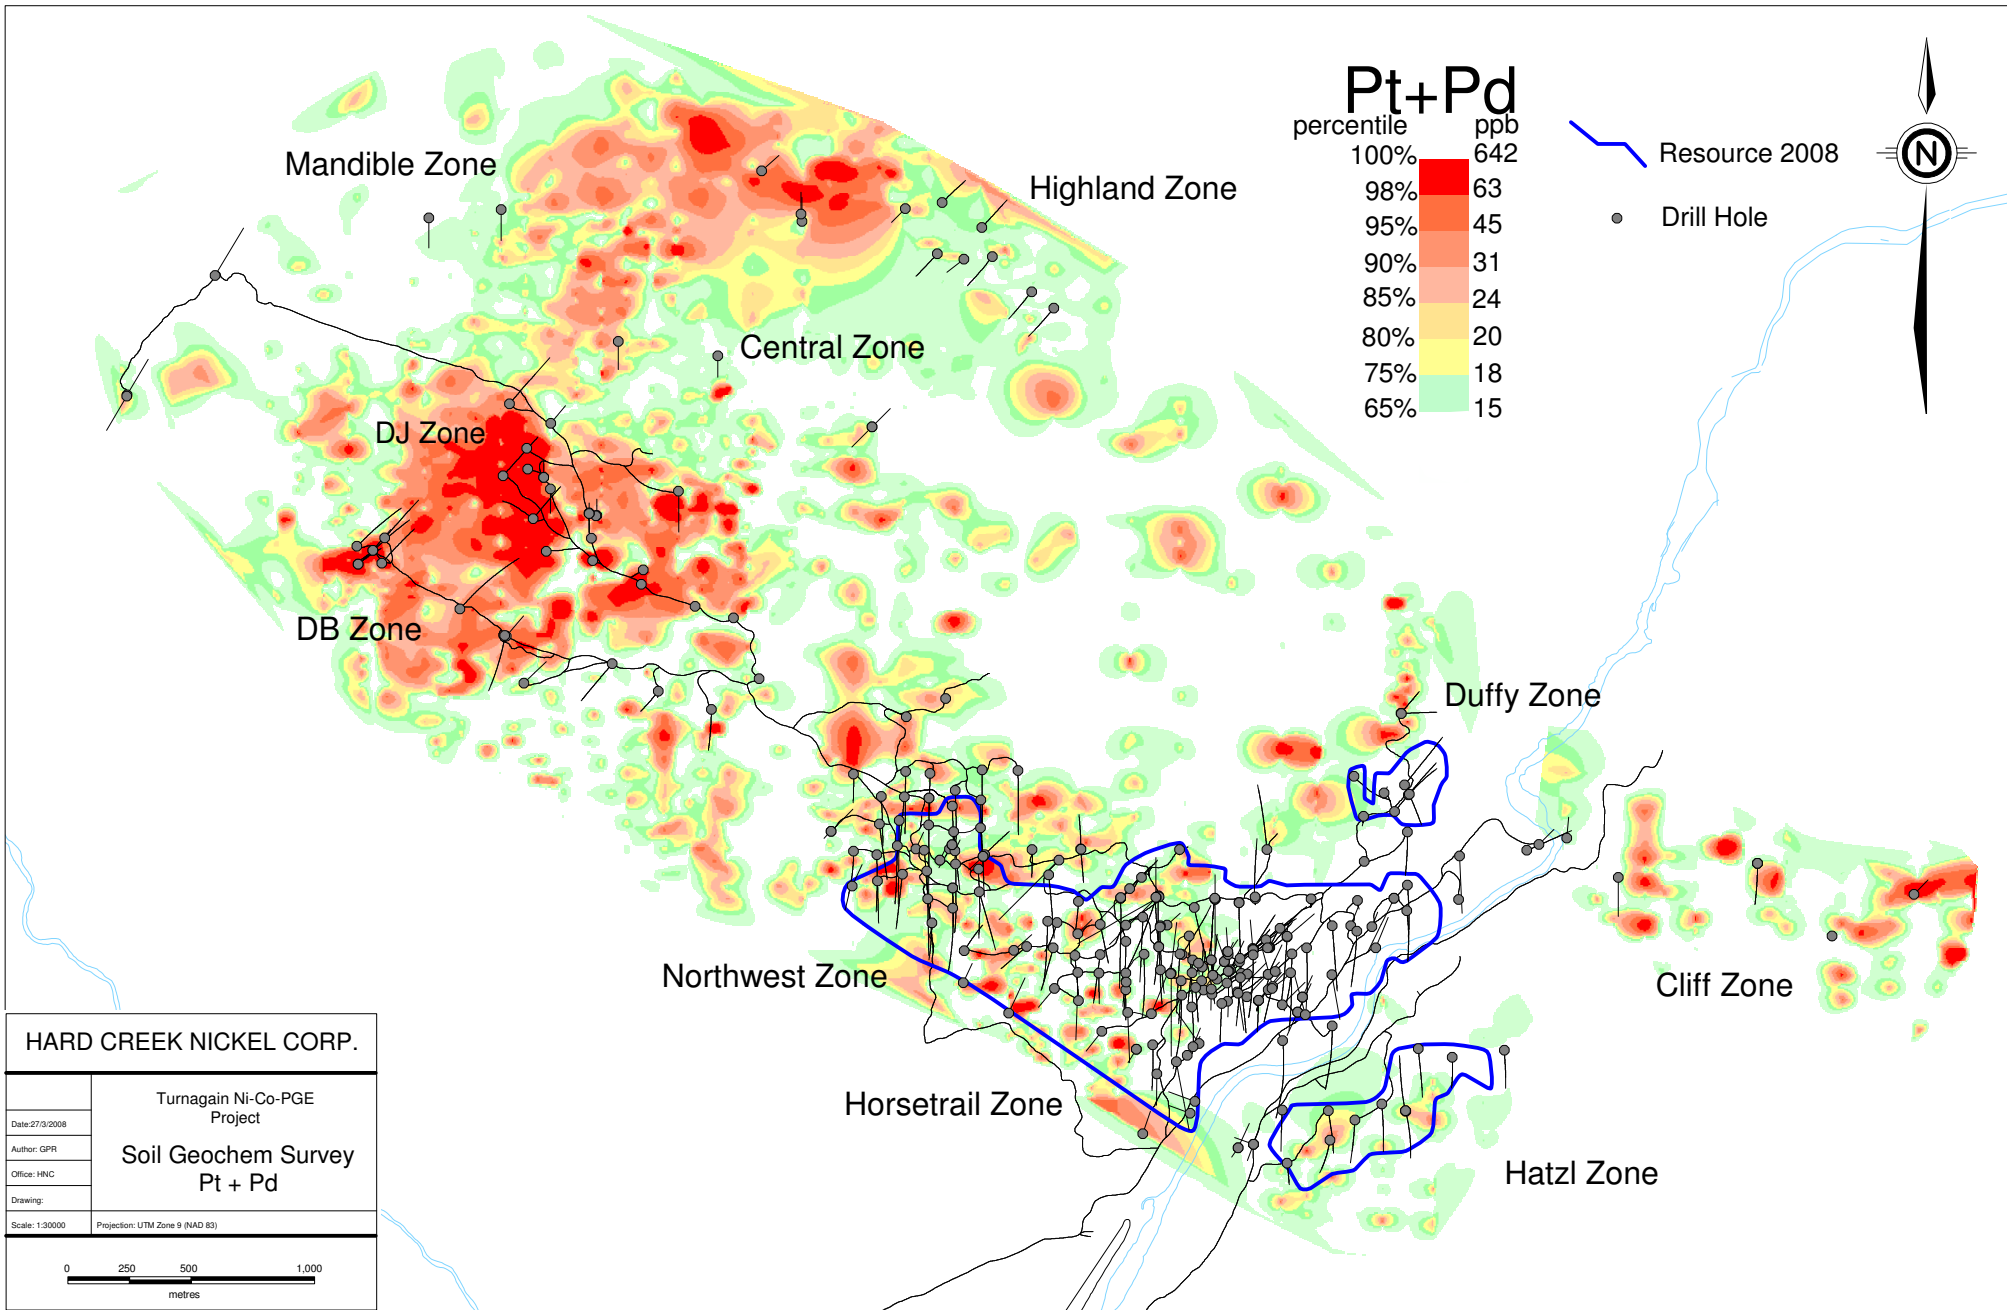 Pt+Pd
percentile ppb
100% 642
98% 63
95% 45
90% 31
85% 24
80% 20
75% 18
65% 15
Resource 2008
Drill Hole
N
Mandible Zone
Highland Zone
Central Zone
DJ Zone
DB Zone
Duffy Zone
Northwest Zone
Cliff Zone
Horsetrail Zone
Hatzl Zone
HARD CREEK NICKEL CORP.
Turnagain Ni-Co-PGE
Project
Soil Geochem Survey
Pt + Pd
Date:27/3/2008
Author: GPR
Office: HNC
Drawing:
Scale: 1:30000
Projection: UTM Zone 9 (NAD 83)
0 250 500 1,000
metres